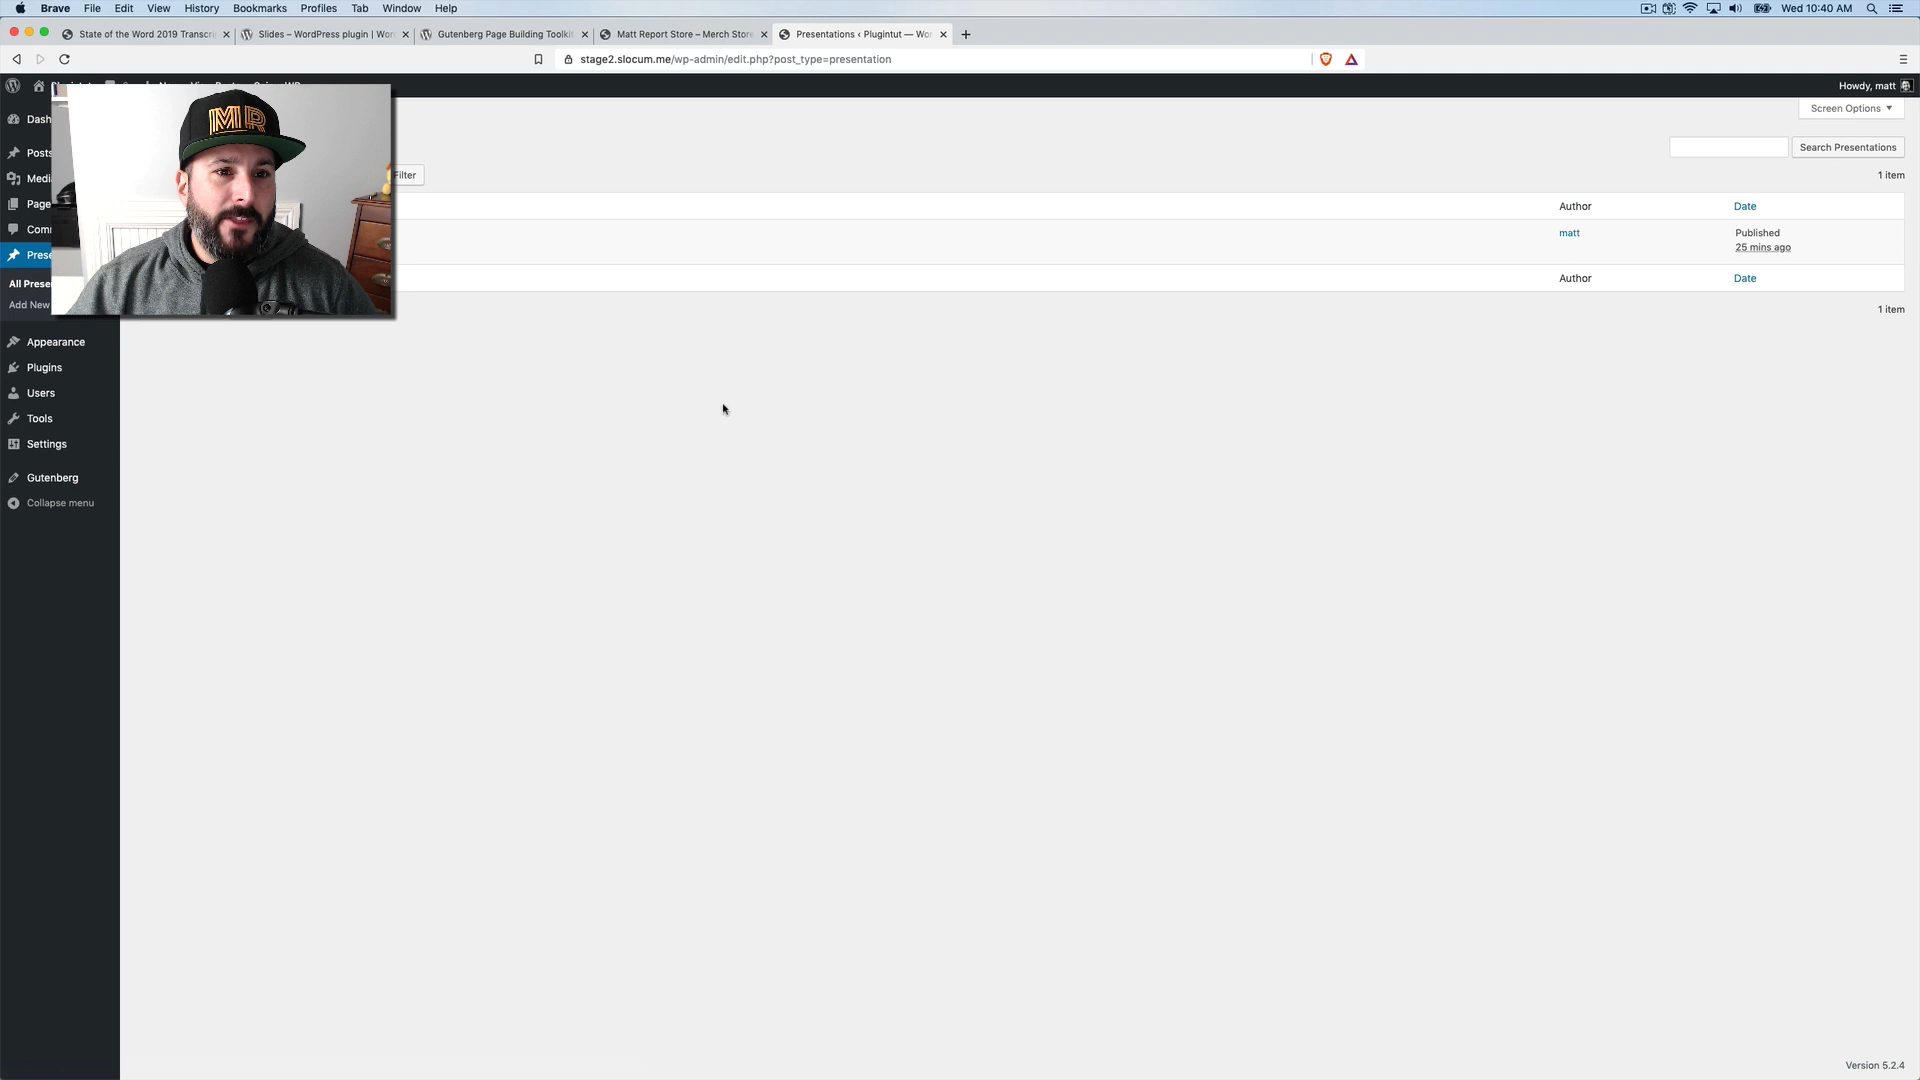 Brave File Edit View History Bookmarks Profiles Tab Window Help Wed 10:40 AM
State of the Word 2019 Transcri Slides – WordPress plugin | Wor Gutenberg Page Building Toolkit Matt Report Store – Merch Store Presentations ‹ Plugintut — Wor
stage2.slocum.me/wp-admin/edit.php?post_type=presentation
Howdy, matt
Screen Options
Dash
Posts
Media
Page
Comm
Prese
All Prese
Add New
Appearance
Plugins
Users
Tools
Settings
Gutenberg
Collapse menu
MR
Search Presentations
Filter
1 item
Author Date
matt Published
25 mins ago
Author Date
1 item
Version 5.2.4